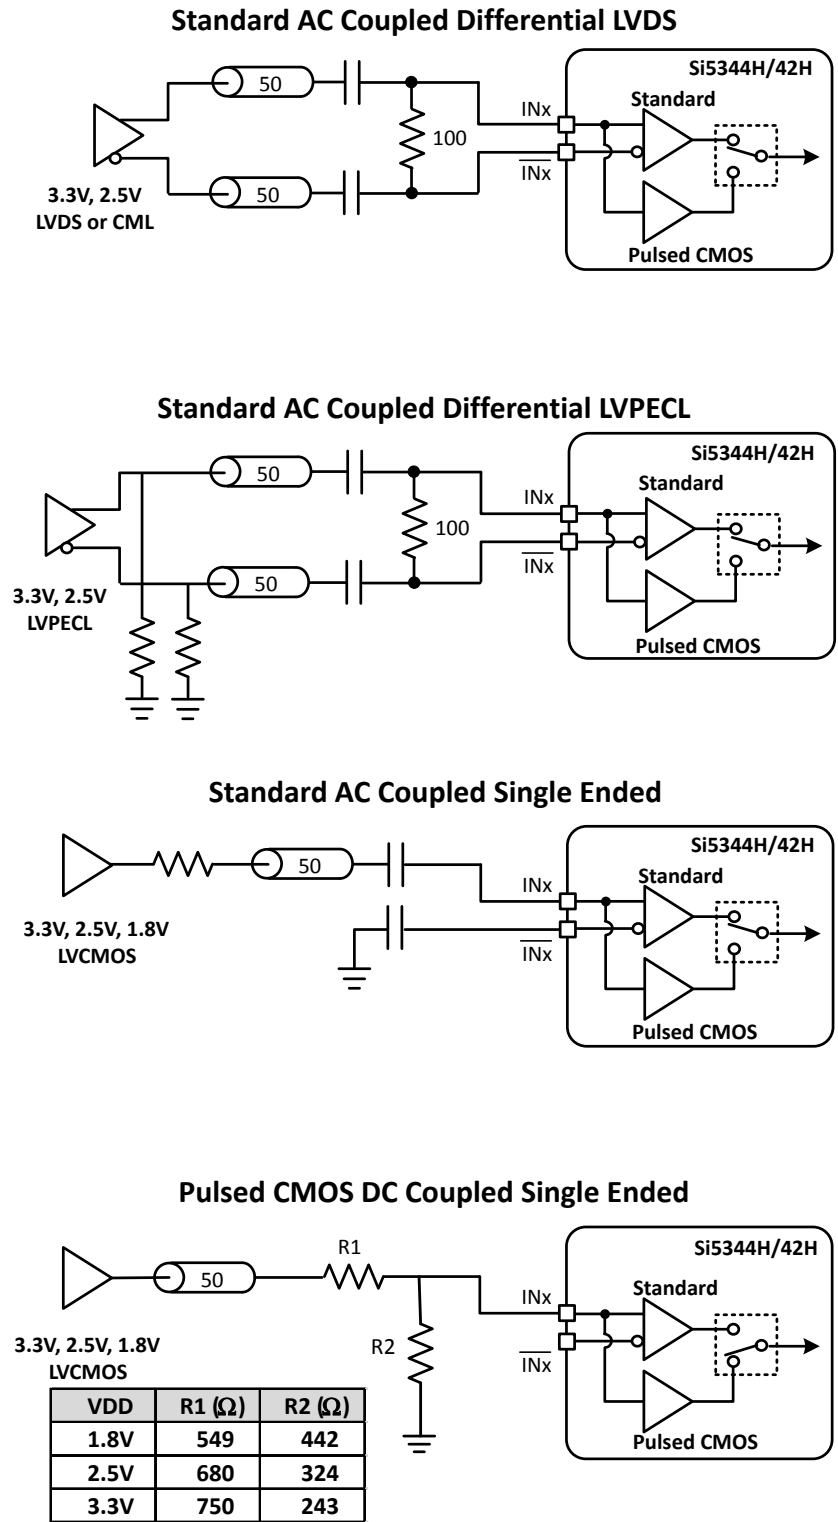 Standard AC Coupled Differential LVDS
Si5344H/42H
Standard
50
INx
100
INx
50
3.3V, 2.5V
LVDS or CML
Pulsed CMOS
Standard AC Coupled Differential LVPECL
Si5344H/42H
Standard
50
INx
100
INx
50
3.3V, 2.5V
LVPECL
Pulsed CMOS
Standard AC Coupled Single Ended
Si5344H/42H
Standard
50
INx
3.3V, 2.5V, 1.8V
LVCMOS
INx
Pulsed CMOS
Pulsed CMOS DC Coupled Single Ended
Si5344H/42H
R1
50
Standard
INx
R2
INx
3.3V, 2.5V, 1.8V
LVCMOS
Pulsed CMOS
VDD R1 (Ω) R2 (Ω)
1.8V 549 442
2.5V 680 324
3.3V 750 243